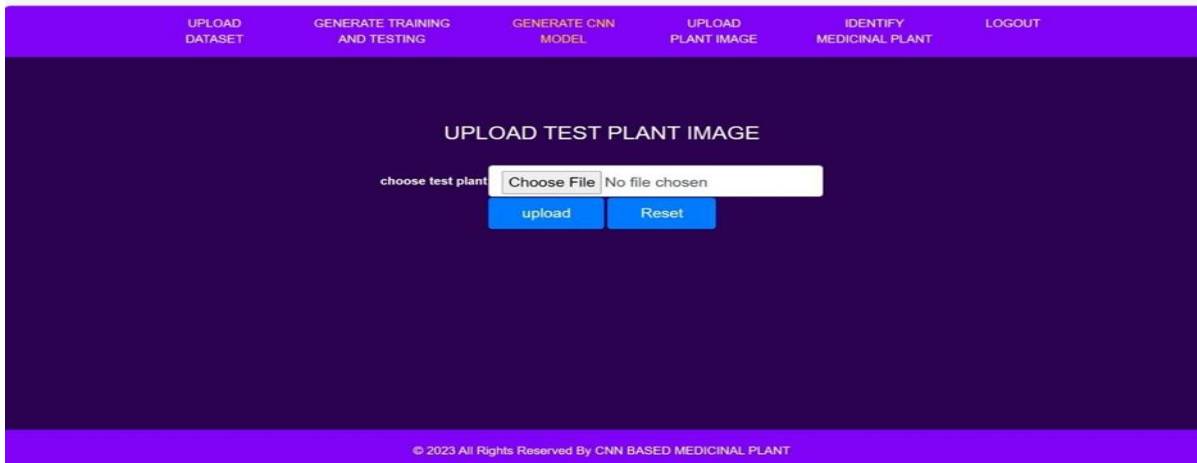 UPLOAD
DATASET
GENERATE TRAINING
AND TESTING
GENERATE CNN
MODEL
UPLOAD
PLANT IMAGE
IDENTIFY
MEDICINAL PLANT
LOGOUT
UPLOAD TEST PLANT IMAGE
choose test plant Choose File No file chosen
upload Reset
© 2023 All Rights Reserved By CNN BASED MEDICINAL PLANT